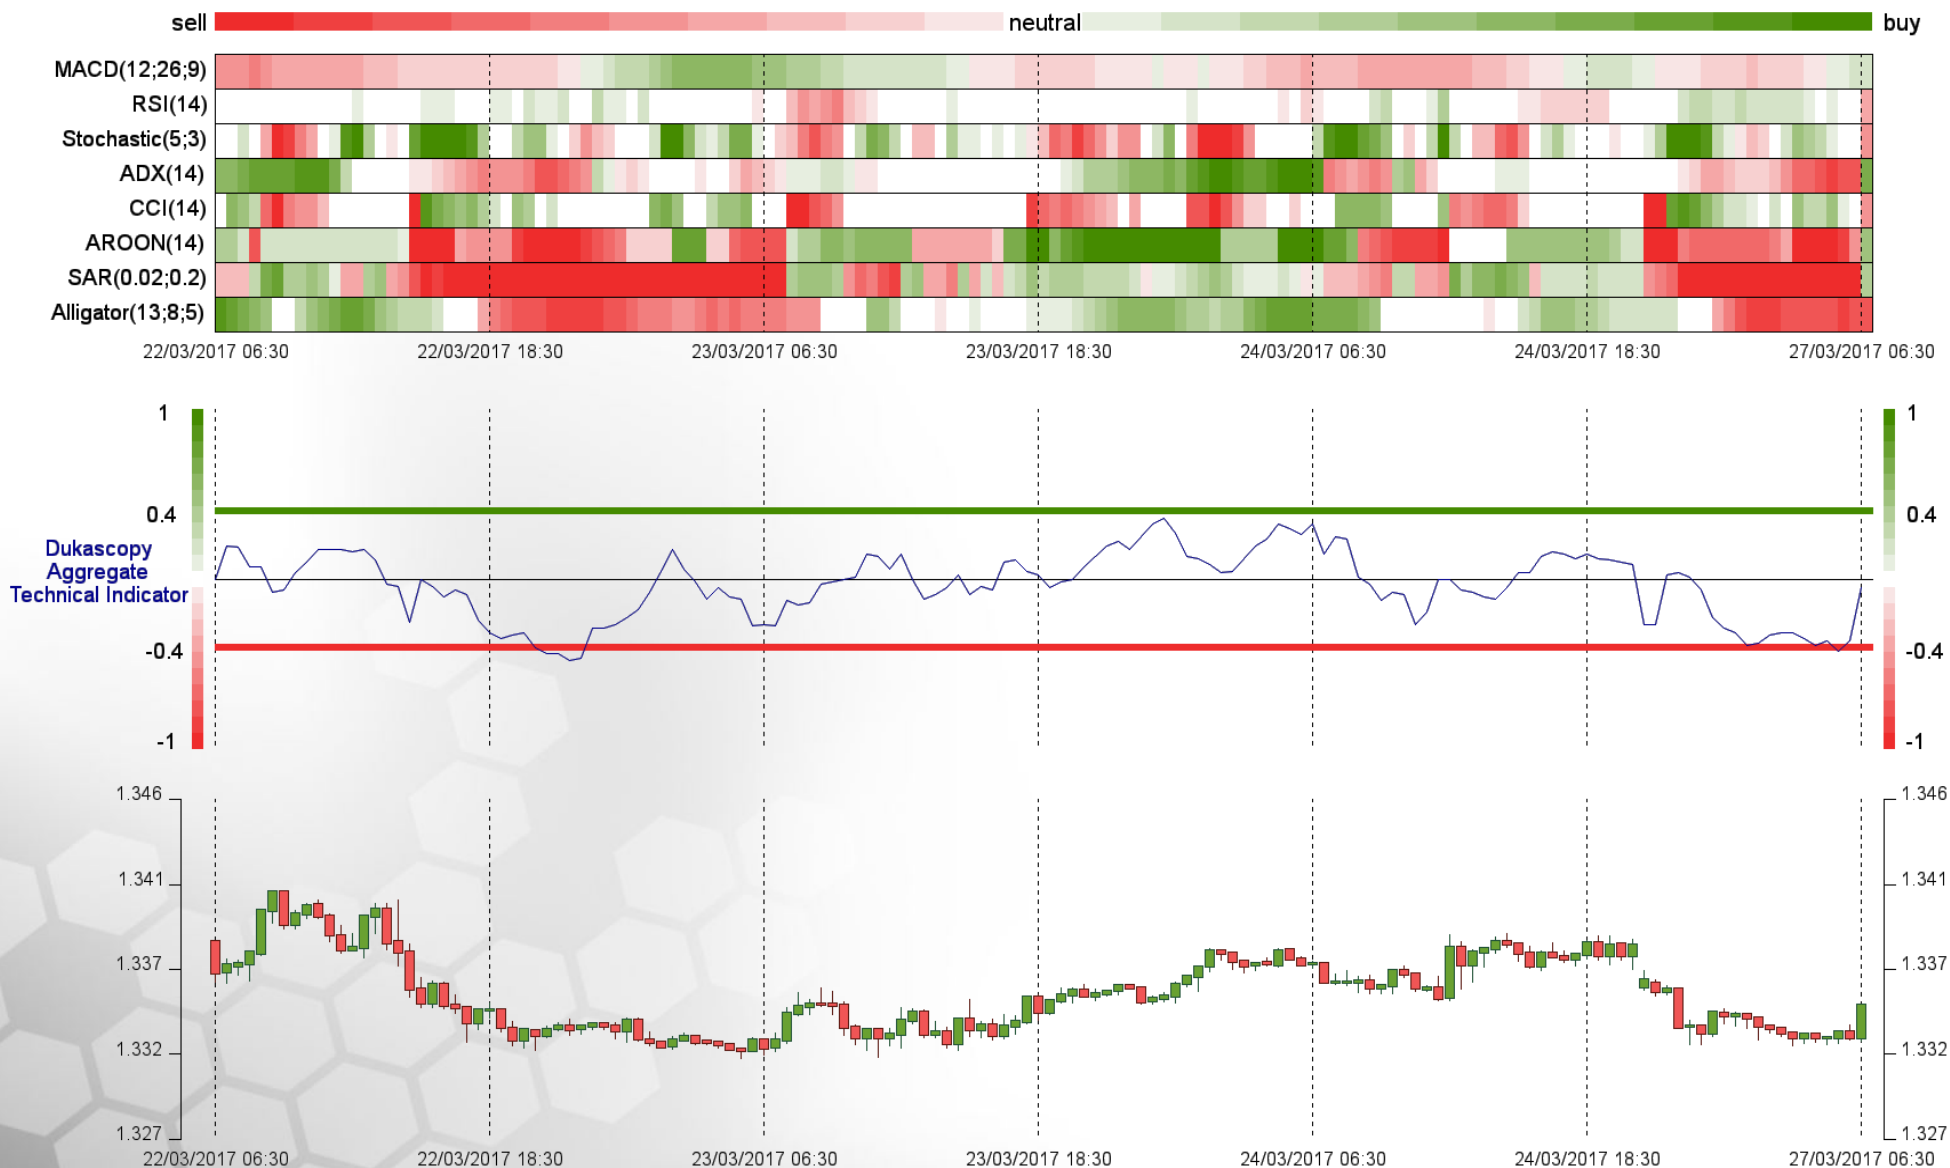 sell neutral buy
MACD(12;26;9)
RSI(14)
Stochastic(5;3)
ADX(14)
CCI(14)
AROON(14)
SAR(0.02;0.2)
Alligator(13;8;5)
22/03/2017 06:30 22/03/2017 18:30 23/03/2017 06:30 23/03/2017 18:30 24/03/2017 06:30 24/03/2017 18:30 27/03/2017 06:30
1 1
0.4 0.4
Dukascopy
Aggregate
Technical Indicator
-0.4 -0.4
-1 -1
1.346 1.346
1.341 1.341
1.337 1.337
1.332 1.332
1.327 1.327
22/03/2017 06:30 22/03/2017 18:30 23/03/2017 06:30 23/03/2017 18:30 24/03/2017 06:30 24/03/2017 18:30 27/03/2017 06:30